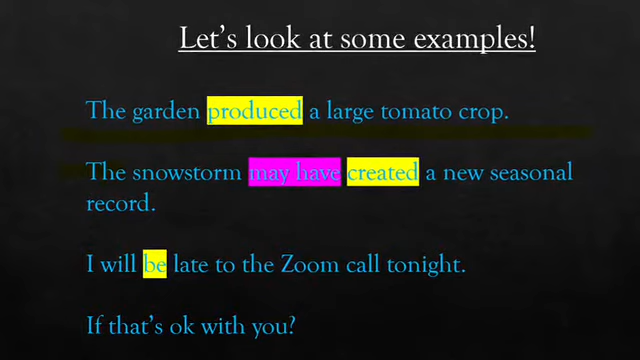 Let's look at some examples!
The garden produced a large tomato crop.
The snowstorm may have created a new seasonal
record.
I will be late to the Zoom call tonight.
If that's ok with you?